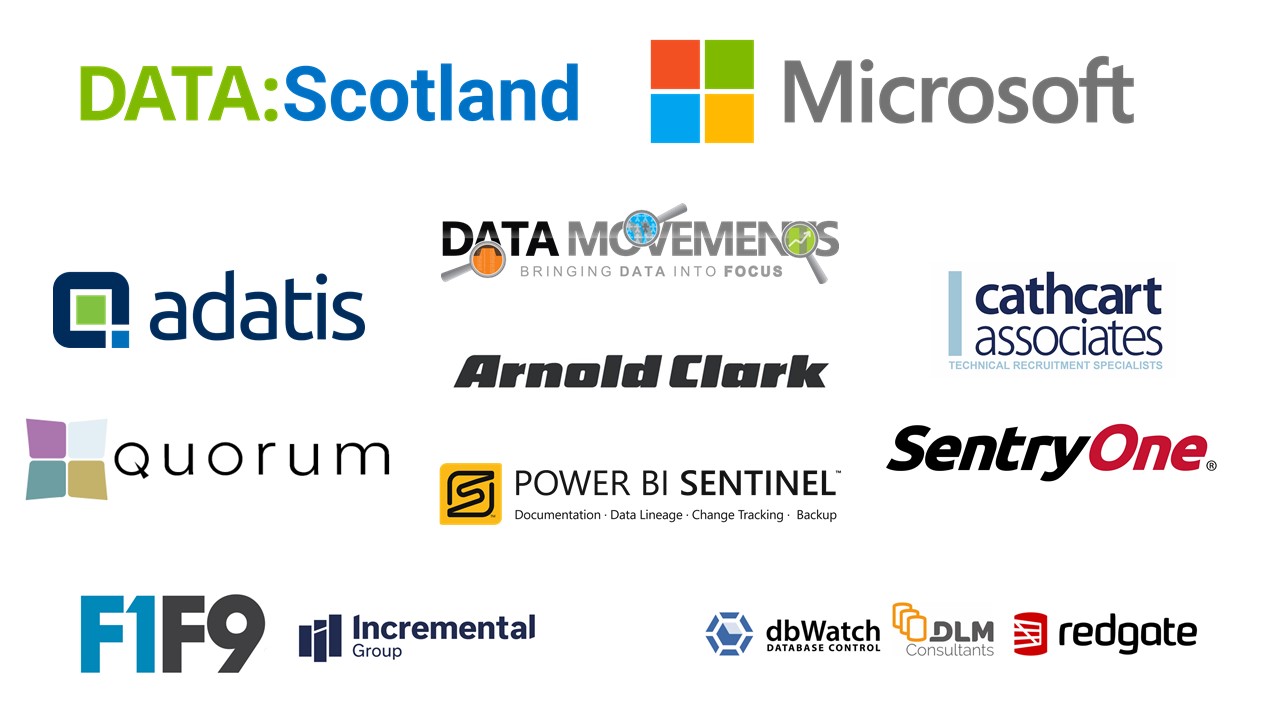 DATA:Scotland
Microsoft
DATA MOVEMENTS
BRINGING DATA INTO FOCUS
adatis
cathcart
associates
TECHNICAL RECRUITMENT SPECIALISTS
Arnold Clark
quorum
SentryOne®
POWER BI SENTINEL™
Documentation · Data Lineage · Change Tracking · Backup
F1F9
Incremental
Group
dbWatch
DATABASE CONTROL
DLM
Consultants
redgate